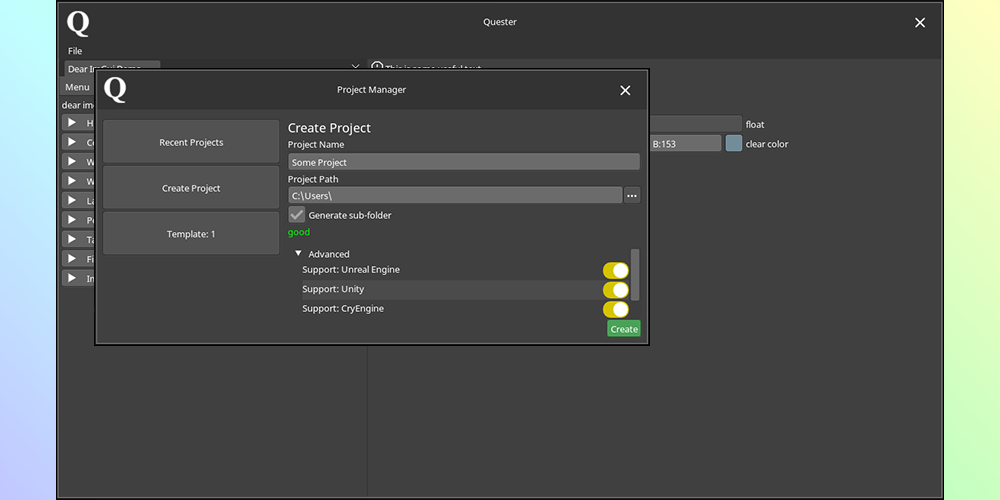 Q
Quester
File
Dear ImGui Demo
This is some useful text
Menu
dear im
H
C
W
W
La
Po
Ta
Fi
In
float
B:153
clear color
Q
Project Manager
Recent Projects
Create Project
Template: 1
Create Project
Project Name
Some Project
Project Path
C:\Users\
...
Generate sub-folder
good
Advanced
Support: Unreal Engine
Support: Unity
Support: CryEngine
Create